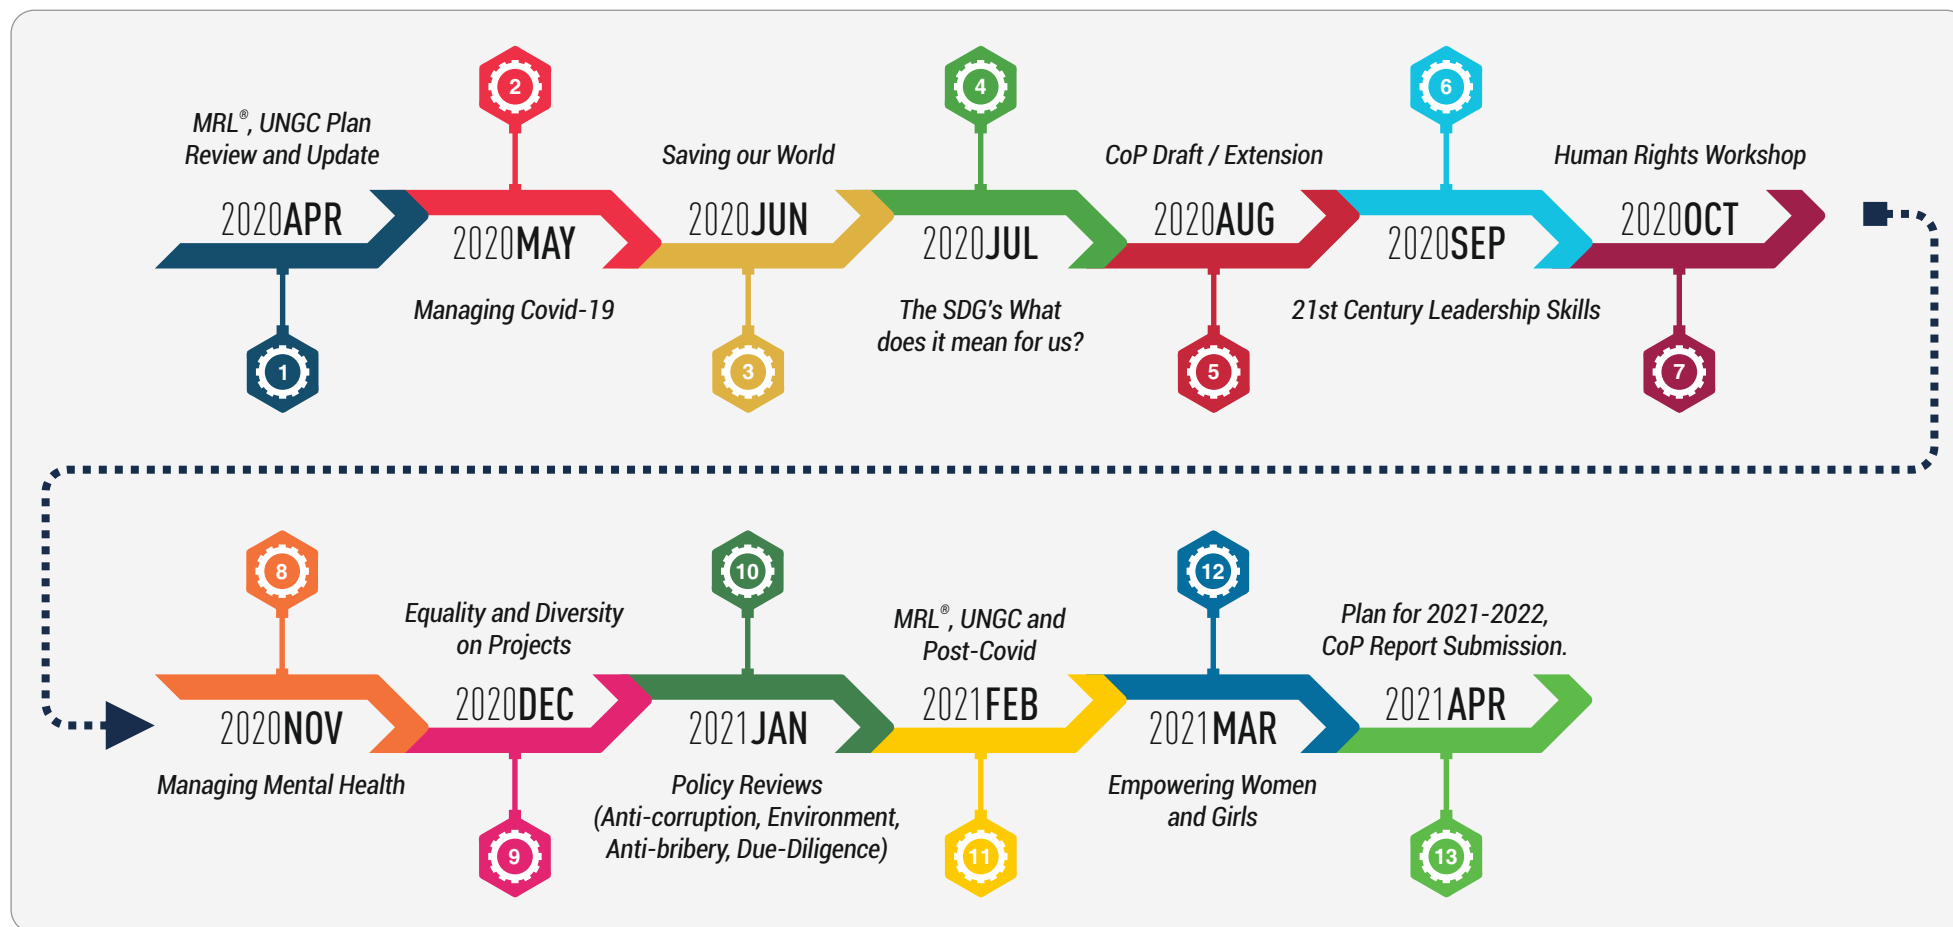 2
4
6
MRL®, UNGC Plan
Review and Update
Saving our World
CoP Draft / Extension
Human Rights Workshop
2020APR
2020MAY
2020JUN
2020JUL
2020AUG
2020SEP
2020OCT
Managing Covid-19
The SDG's What
does it mean for us?
21st Century Leadership Skills
1
3
5
7
8
10
12
Equality and Diversity
on Projects
MRL®, UNGC and
Post-Covid
Plan for 2021-2022,
CoP Report Submission.
2020NOV
2020DEC
2021JAN
2021FEB
2021MAR
2021APR
Managing Mental Health
Policy Reviews
(Anti-corruption, Environment,
Anti-bribery, Due-Diligence)
Empowering Women
and Girls
9
11
13